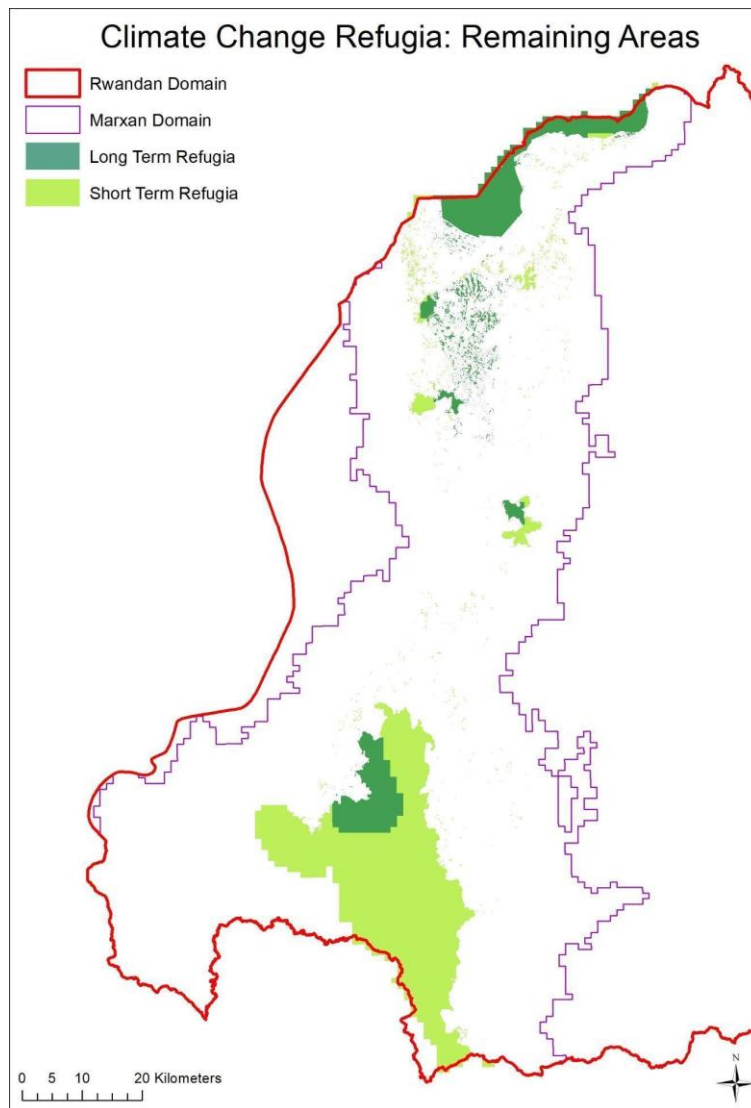 Climate Change Refugia: Remaining Areas
Rwandan Domain
Marxan Domain
Long Term Refugia
Short Term Refugia
0 5 10 20 Kilometers
N